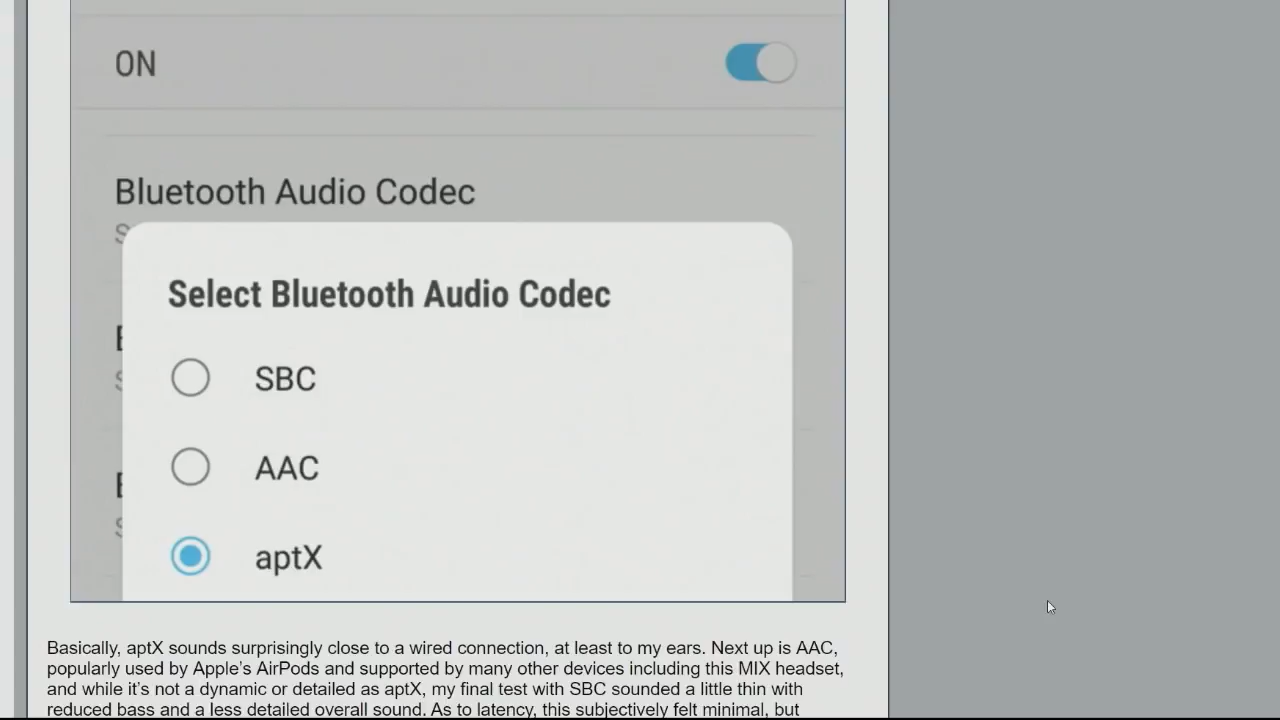 ON
Bluetooth Audio Codec
Select Bluetooth Audio Codec
SBC
AAC
aptX
Basically, aptX sounds surprisingly close to a wired connection, at least to my ears. Next up is AAC,
popularly used by Apple's AirPods and supported by many other devices including this MIX headset,
and while it's not a dynamic or detailed as aptX, my final test with SBC sounded a little thin with
reduced bass and a less detailed overall sound. As to latency, this subjectively felt minimal, but